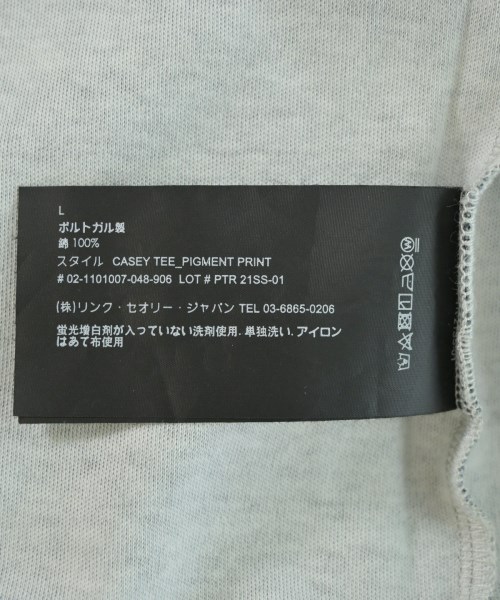 L
ポルトガル製
綿 100%
スタイル CASEY TEE_PIGMENT PRINT
# 02-1101007-048-906 LOT # PTR 21SS-01
(株)リンク・セオリー・ジャパン TEL 03-6865-0206
蛍光増白剤が入っていない洗剤使用. 単独洗い. アイロン
はあて布使用